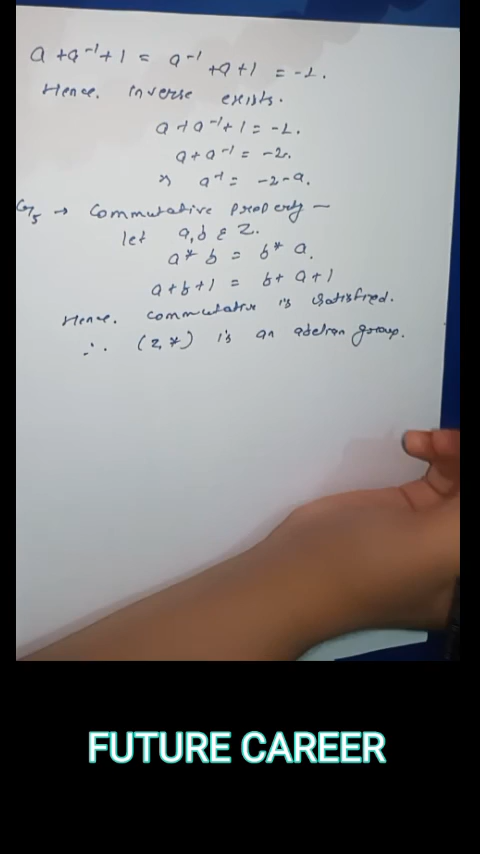 a + a⁻¹ + 1 = a⁻¹ + a + 1 = -1.
Hence. inverse exists.
a + a⁻¹ + 1 = -1.
a + a⁻¹ = -2.
⇒ a⁻¹ = -2-a.
G₅ → Commutative property —
let a, b ε Z.
a * b = b * a.
a + b + 1 = b + a + 1
Hence. commutative is satisfied.
∴ (Z, *) is an abelian group.
FUTURE CAREER